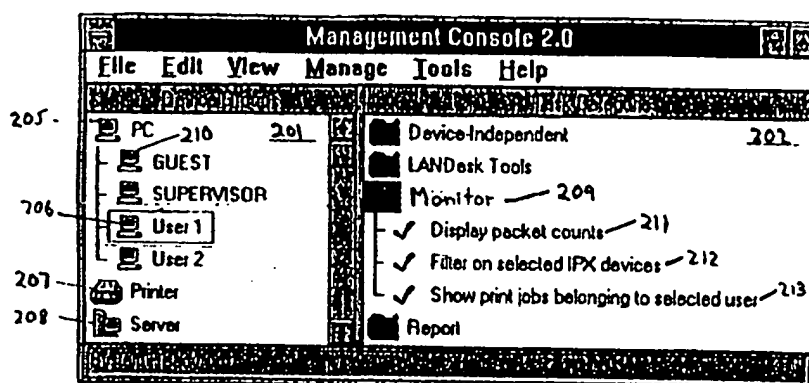 Management Console 2.0
File Edit View Manage Tools Help
205 PC 210 201
GUEST
SUPERVISOR
206 User 1
User 2
207 Printer
208 Server
Device-Independent 202
LANDesk Tools
Monitor 209
Display packet counts 211
Filter on selected IPX devices 212
Show print jobs belonging to selected user 213
Report